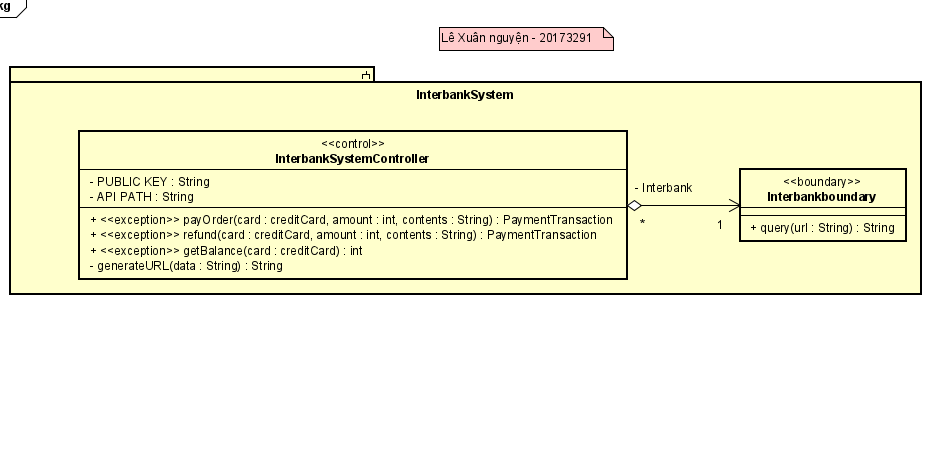 kg
Lê Xuân nguyện - 20173291
InterbankSystem
<<control>>
InterbankSystemController
- PUBLIC KEY : String
- API PATH : String
+ <<exception>> payOrder(card : creditCard, amount : int, contents : String) : PaymentTransaction
+ <<exception>> refund(card : creditCard, amount : int, contents : String) : PaymentTransaction
+ <<exception>> getBalance(card : creditCard) : int
- generateURL(data : String) : String
- Interbank
*
1
<<boundary>>
Interbankboundary
+ query(url : String) : String